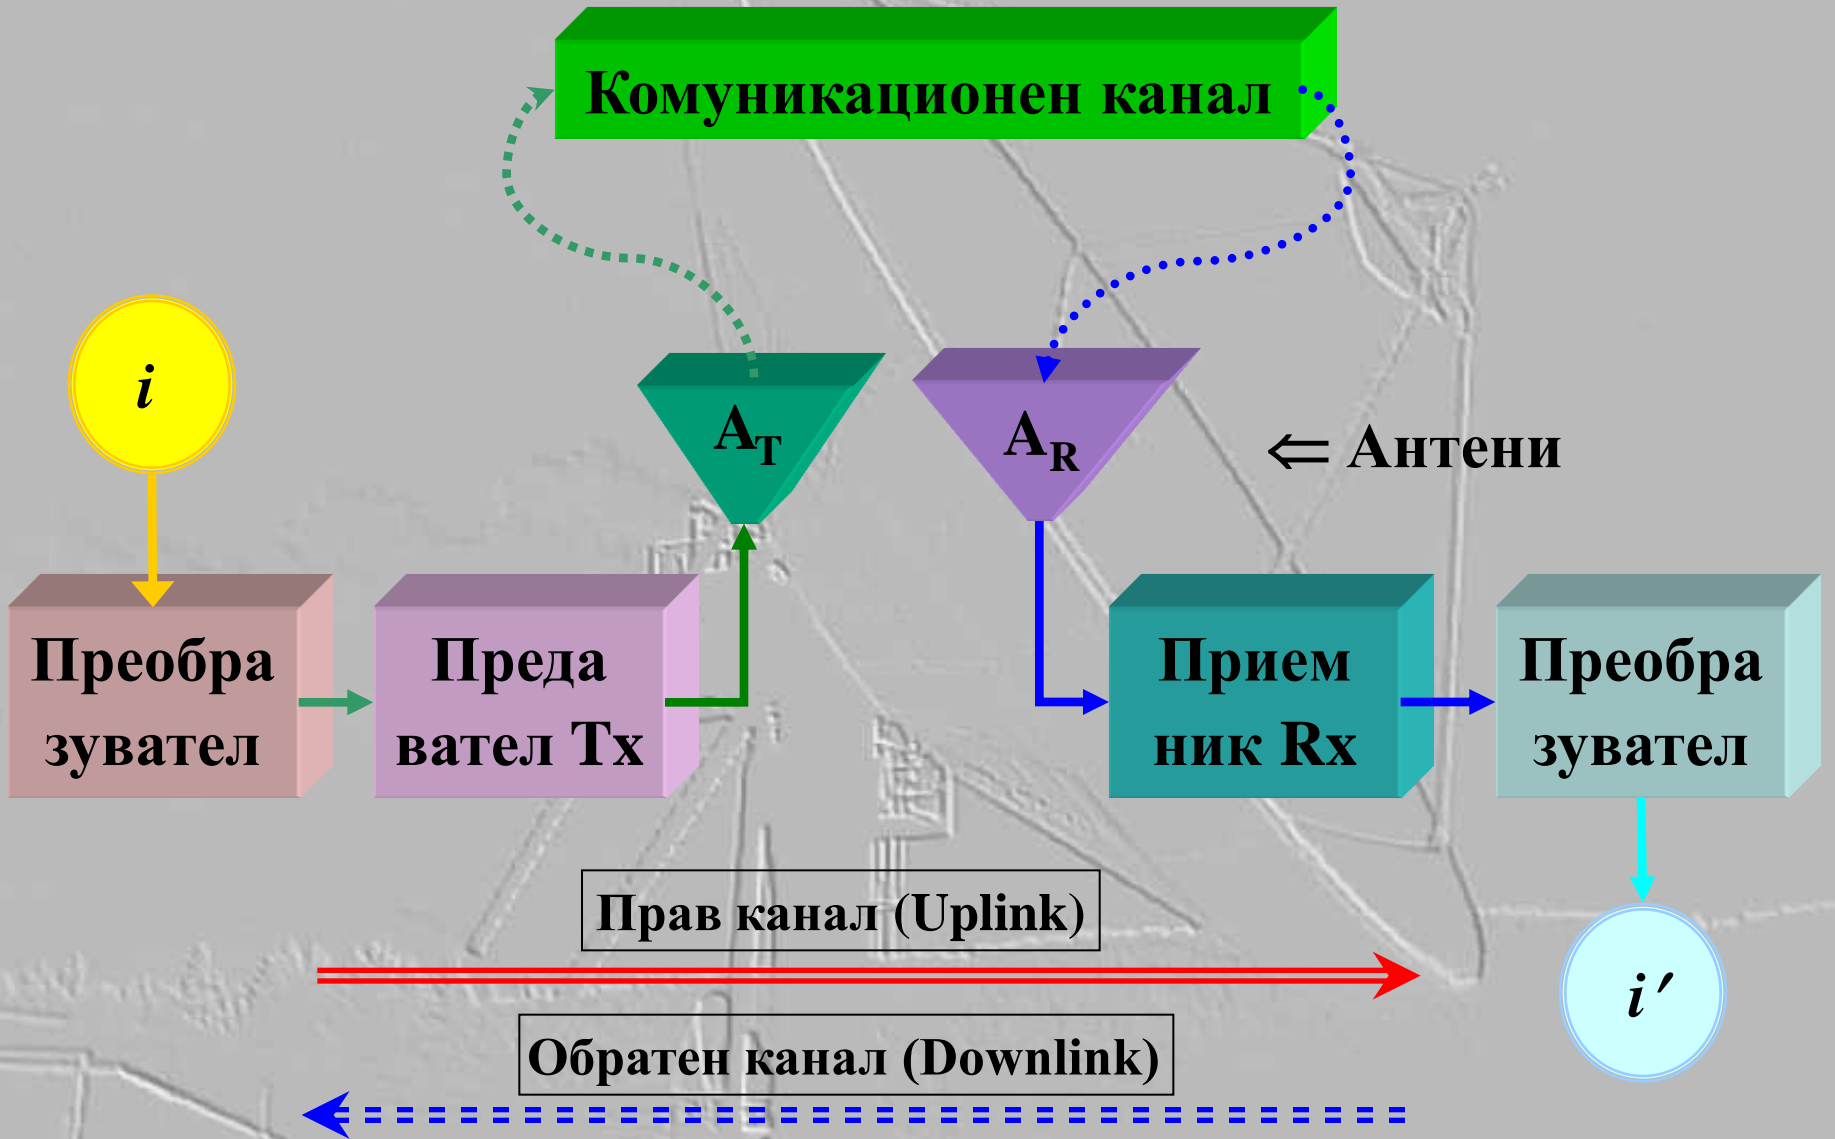 Комуникационен канал
i
A_T
A_R
⇐ Антени
Преобра
зувател
Преда
вател Tx
Прием
ник Rx
Преобра
зувател
Прав канал (Uplink)
i′
Обратен канал (Downlink)